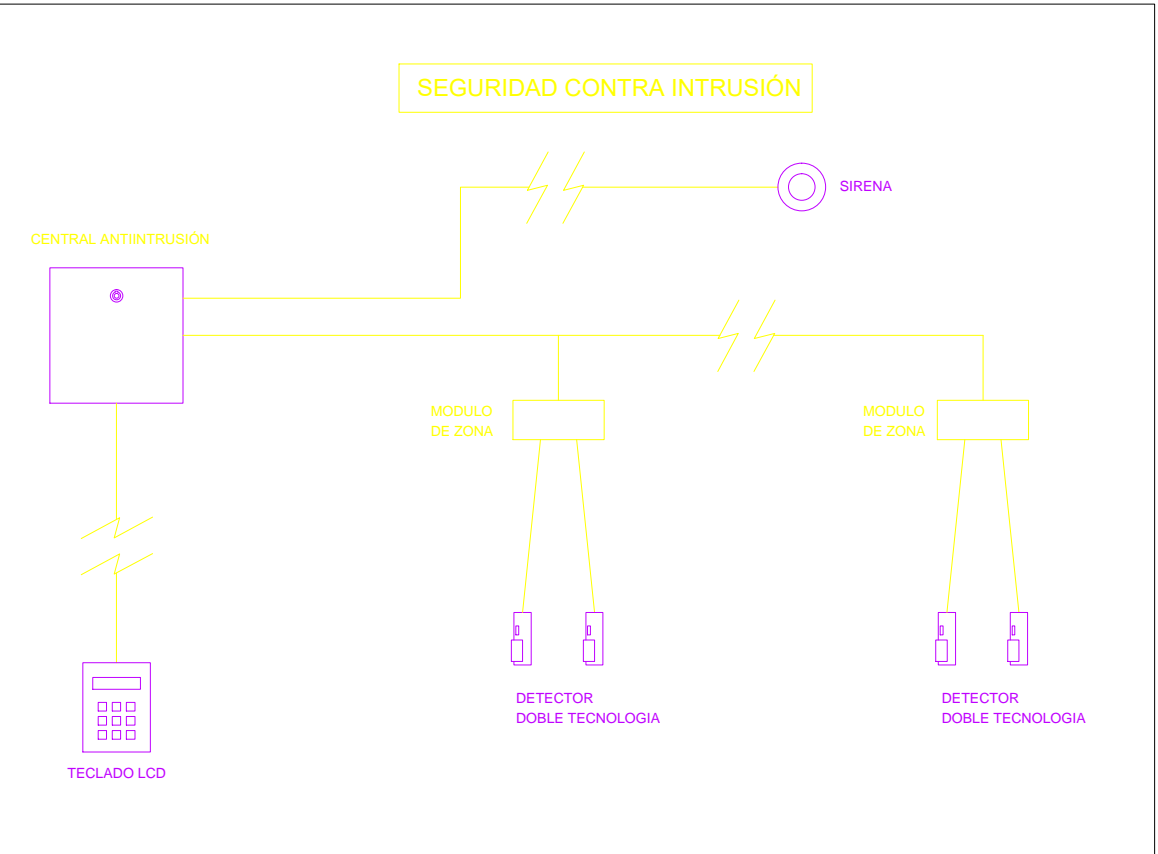 SEGURIDAD CONTRA INTRUSIÓN
SIRENA
CENTRAL ANTIINTRUSIÓN
MODULO
DE ZONA
MODULO
DE ZONA
DETECTOR
DOBLE TECNOLOGIA
DETECTOR
DOBLE TECNOLOGIA
TECLADO LCD